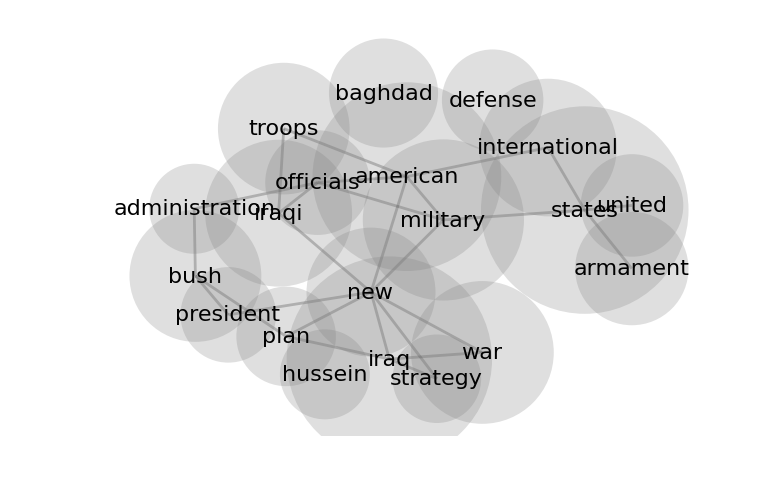 baghdad
defense
troops
international
american
officials
administration
iraqi
united
states
military
armament
bush
new
president
plan
war
iraq
hussein
strategy